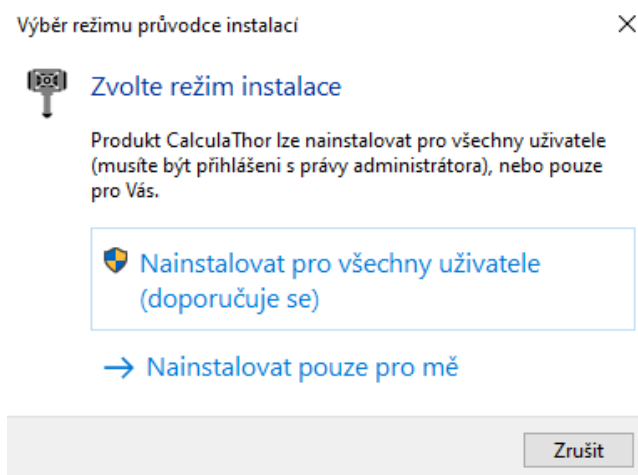 Výběr režimu průvodce instalací
Zvolte režim instalace
Produkt CalculaThor lze nainstalovat pro všechny uživatele
(musíte být přihlášeni s právy administrátora), nebo pouze
pro Vás.
Nainstalovat pro všechny uživatele
(doporučuje se)
Nainstalovat pouze pro mě
Zrušit